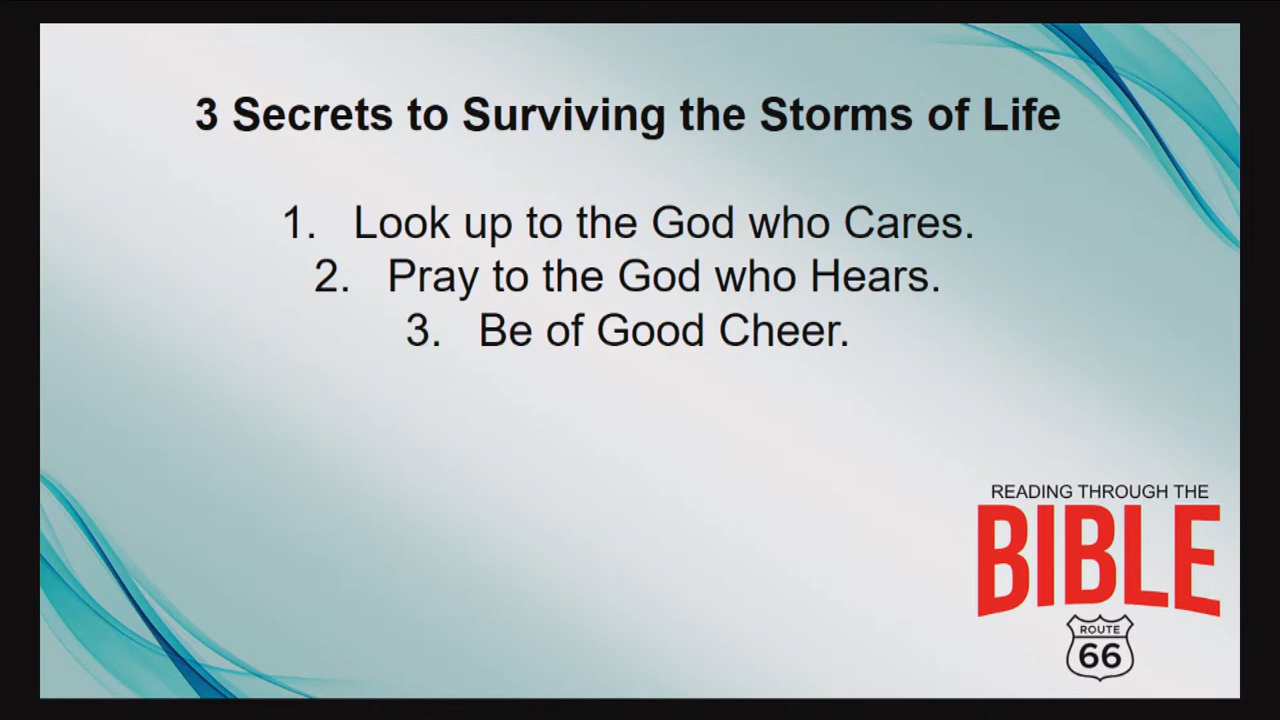 3 Secrets to Surviving the Storms of Life
1. Look up to the God who Cares.
2. Pray to the God who Hears.
3. Be of Good Cheer.
READING THROUGH THE
BIBLE
ROUTE
66